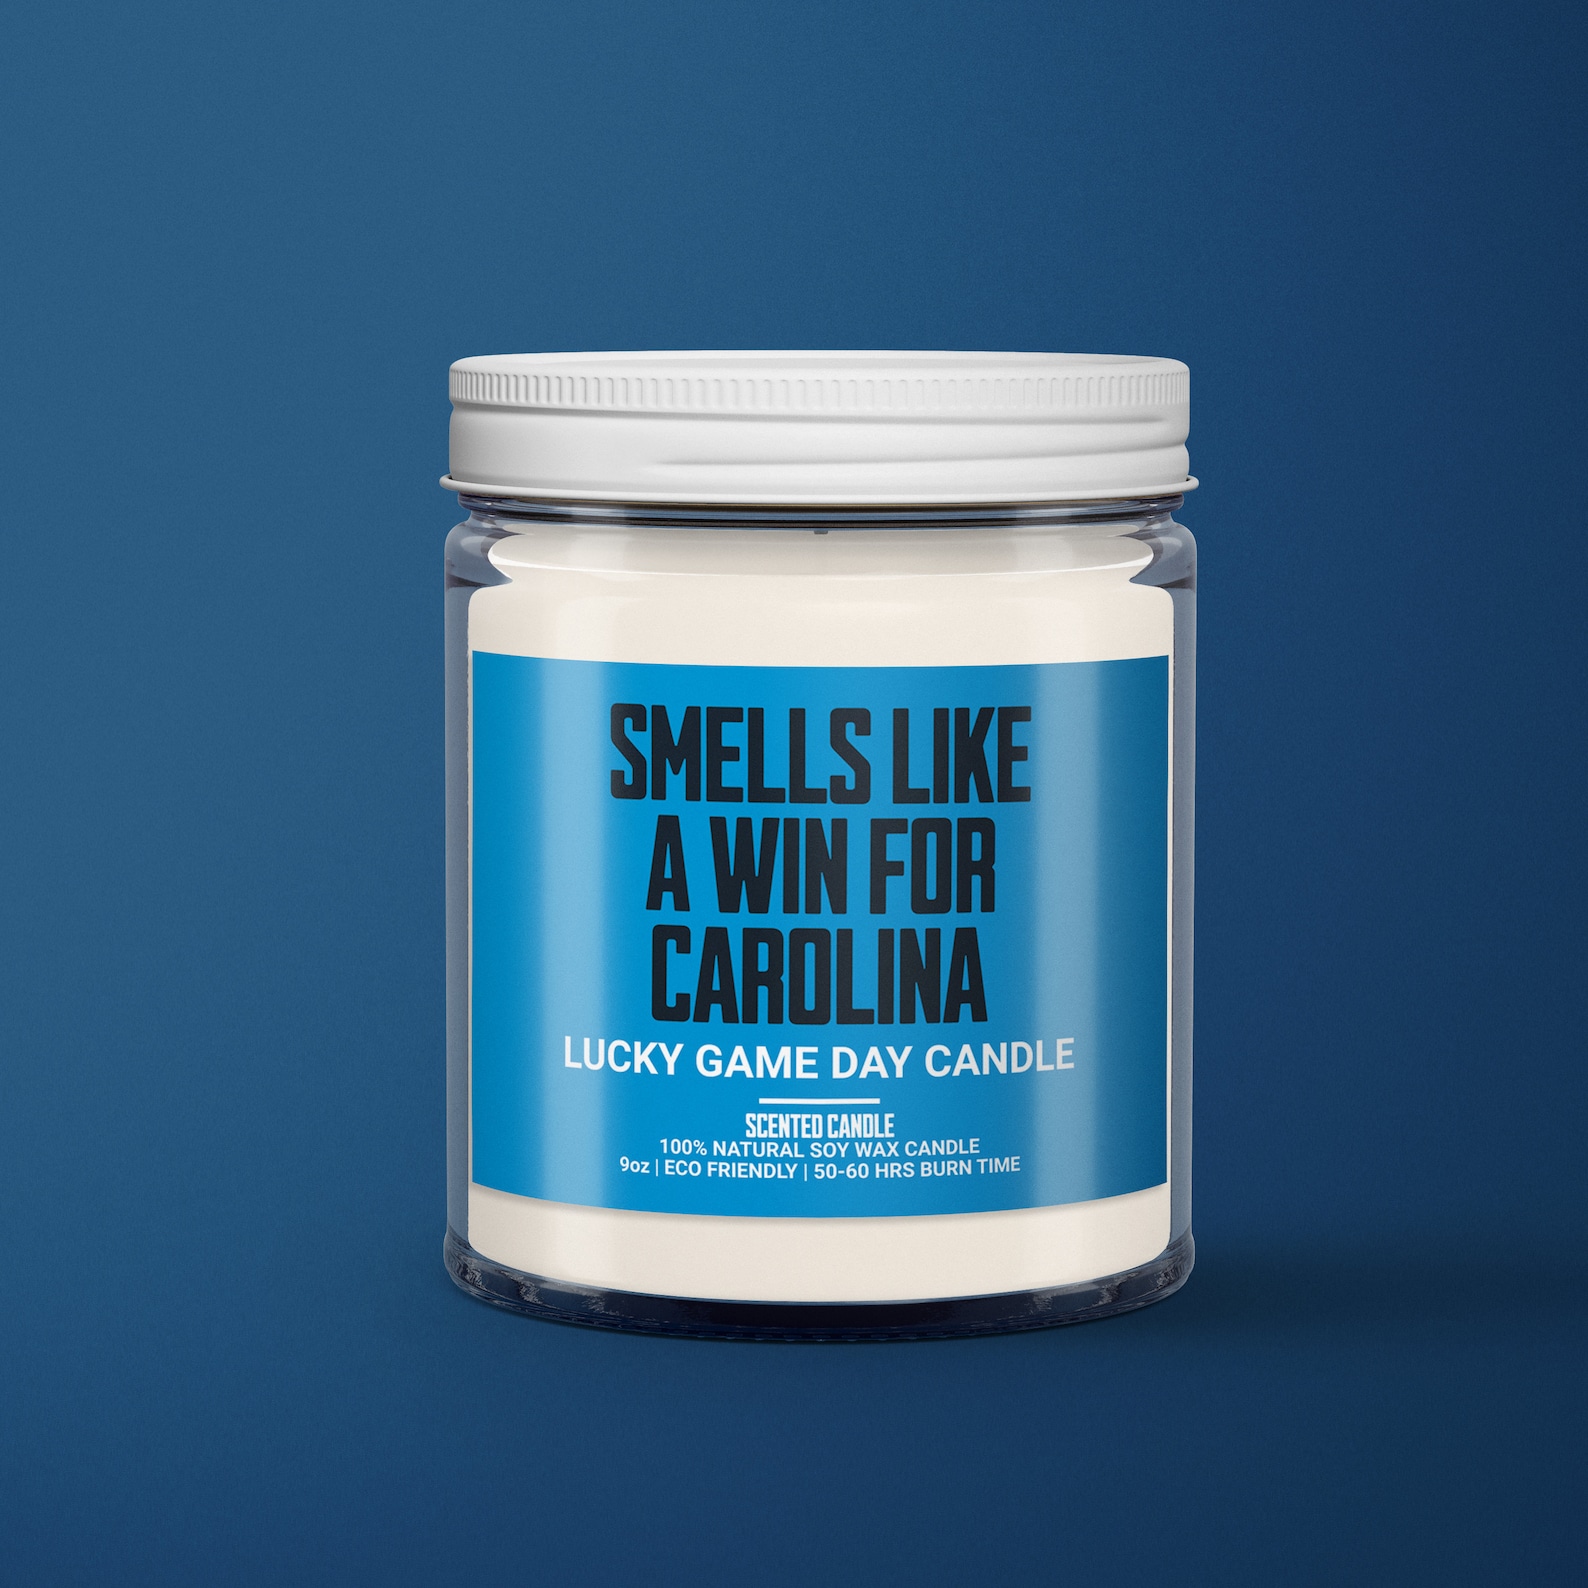 SMELLS LIKE
A WIN FOR
CAROLINA
LUCKY GAME DAY CANDLE
SCENTED CANDLE
100% NATURAL SOY WAX CANDLE
9oz | ECO FRIENDLY | 50-60 HRS BURN TIME